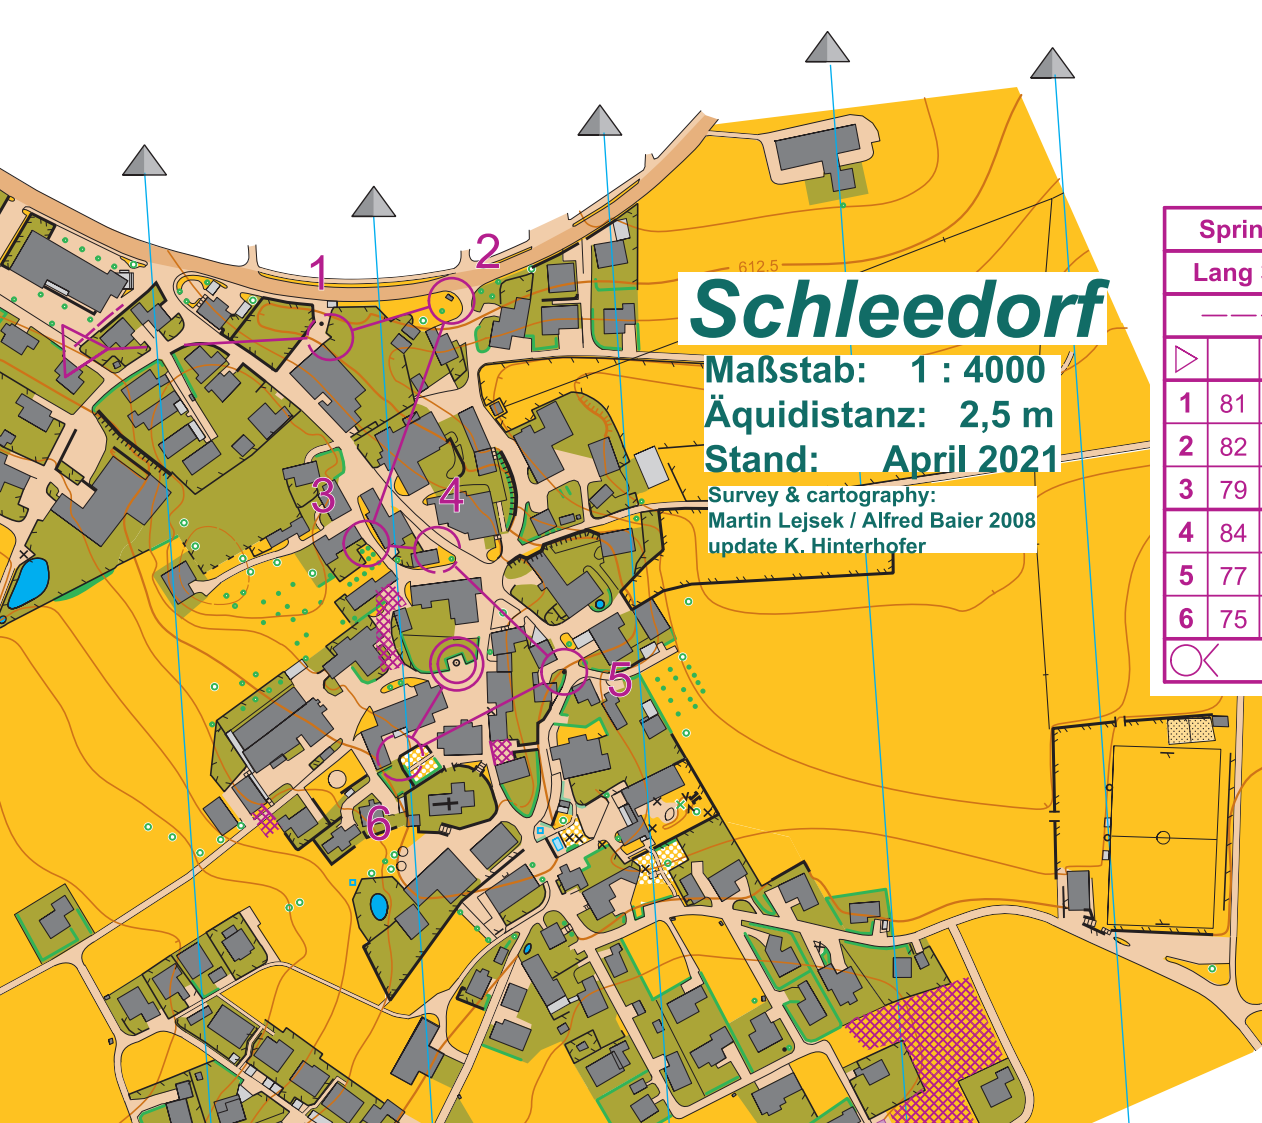 1
2
612.5
Schleedorf
Maßstab: 1 : 4000
Äquidistanz: 2,5 m
Stand: April 2021
Survey & cartography:
Martin Lejsek / Alfred Baier 2008
update K. Hinterhofer
3
4
5
6
Sprin
Lang
1 81
2 82
3 79
4 84
5 77
6 75